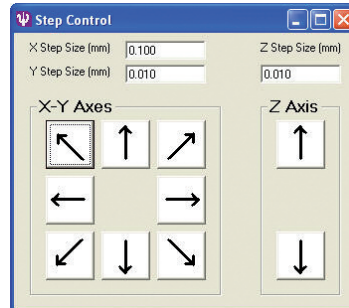 Step Control
X Step Size (mm) 0.100 Z Step Size (mm)
Y Step Size (mm) 0.010 0.010
X-Y Axes Z Axis